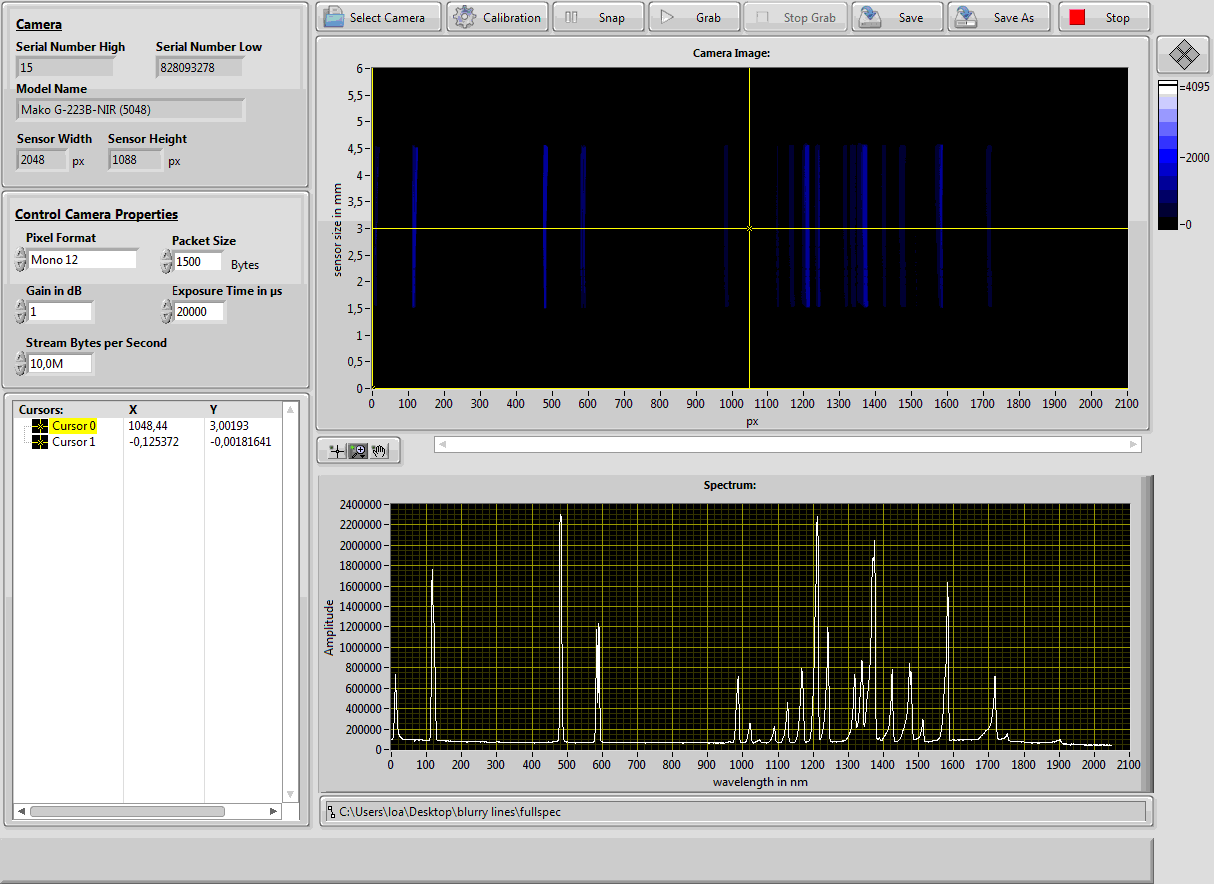 Select Camera Calibration Snap Grab Stop Grab Save Save As Stop
Camera
Serial Number High Serial Number Low
15 828093278
Model Name
Mako G-223B-NIR (5048)
Sensor Width Sensor Height
2048 px 1088 px
Control Camera Properties
Pixel Format Packet Size
Mono 12 1500 Bytes
Gain in dB Exposure Time in µs
1 20000
Stream Bytes per Second
10,0M
Cursors: X Y
Cursor 0 1048,44 3,00193
Cursor 1 -0,125372 -0,00181641
Camera Image:
sensor size in mm
6
5,5
5
4,5
4
3,5
3
2,5
2
1,5
1
0,5
0
0 100 200 300 400 500 600 700 800 900 1000 1100 1200 1300 1400 1500 1600 1700 1800 1900 2000 2100
px
4095
2000
0
Spectrum:
Amplitude
2400000
2200000
2000000
1800000
1600000
1400000
1200000
1000000
800000
600000
400000
200000
0
0 100 200 300 400 500 600 700 800 900 1000 1100 1200 1300 1400 1500 1600 1700 1800 1900 2000 2100
wavelength in nm
C:\Users\loa\Desktop\blurry lines\fullspec